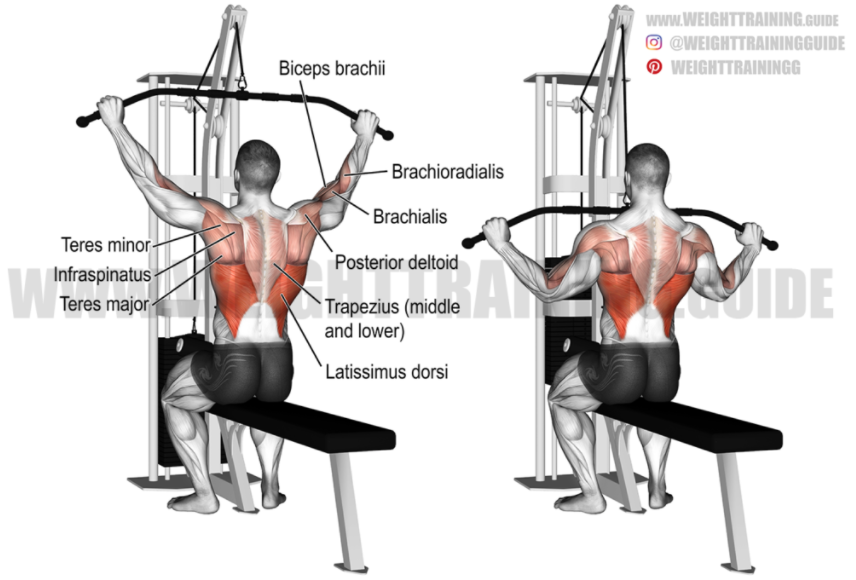 WWW.WEIGHTTRAINING.GUIDE
@WEIGHTTRAININGGUIDE
WEIGHTTRAININGG
Biceps brachii
Brachioradialis
Brachialis
Teres minor
Infraspinatus
Teres major
Posterior deltoid
Trapezius (middle
and lower)
Latissimus dorsi
WWW.WEIGHTTRAINING.GUIDE